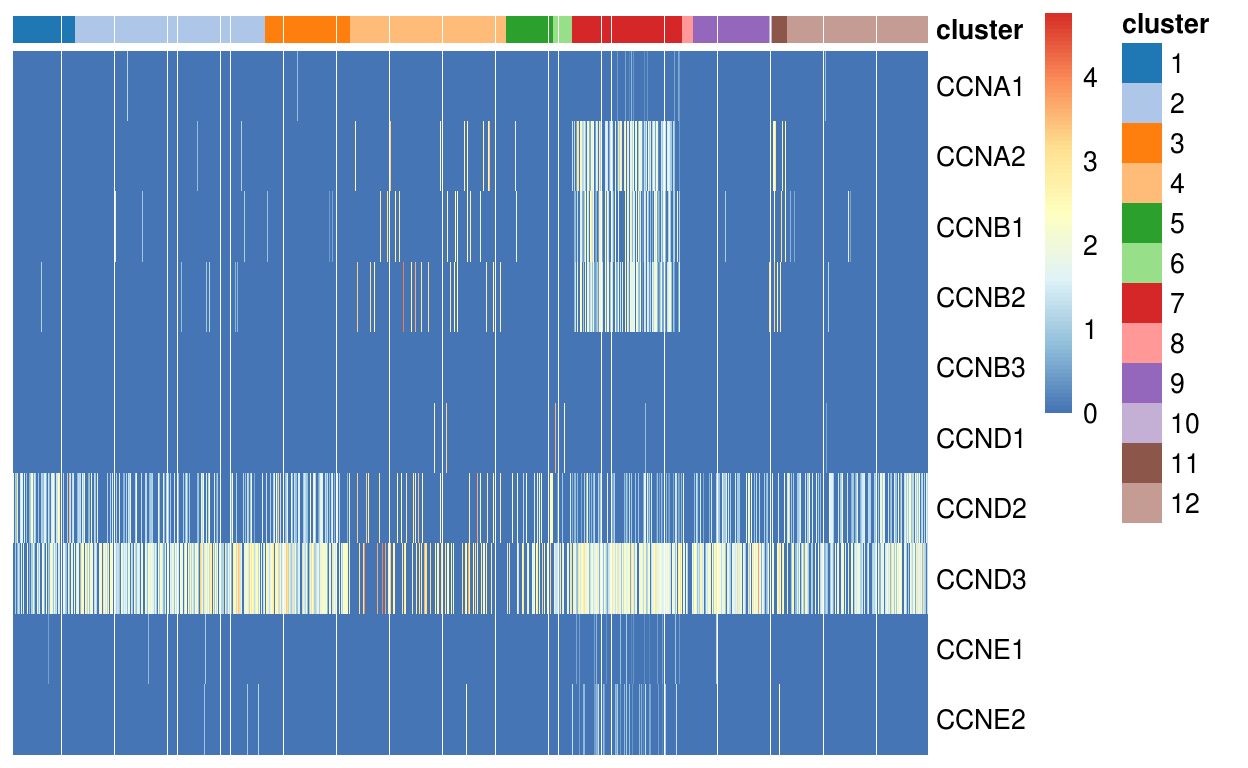 cluster
CCNA1
CCNA2
CCNB1
CCNB2
CCNB3
CCND1
CCND2
CCND3
CCNE1
CCNE2
4
3
2
1
0
cluster
1
2
3
4
5
6
7
8
9
10
11
12